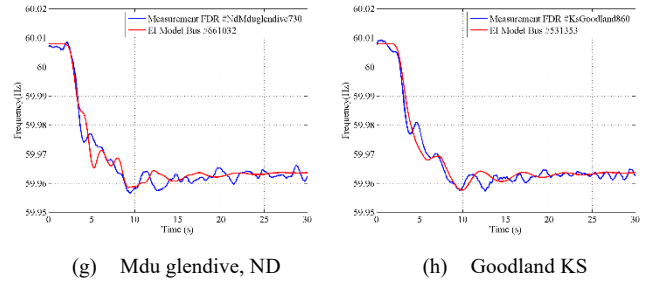 60.02
60.01
60
59.99
59.98
59.97
59.96
59.95
Frequency(Hz)
Measurement FDR #NdMduglendive730
EI Model Bus #661032
0 5 10 15 20 25 30
Time (s)
(g) Mdu glendive, ND
60.02
60.01
60
59.99
59.98
59.97
59.96
59.95
Frequency(Hz)
Measurement FDR #KsGoodland860
EI Model Bus #531353
0 5 10 15 20 25 30
Time (s)
(h) Goodland KS